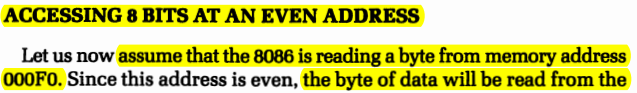 ACCESSING 8 BITS AT AN EVEN ADDRESS
Let us now assume that the 8086 is reading a byte from memory address
000F0. Since this address is even, the byte of data will be read from the